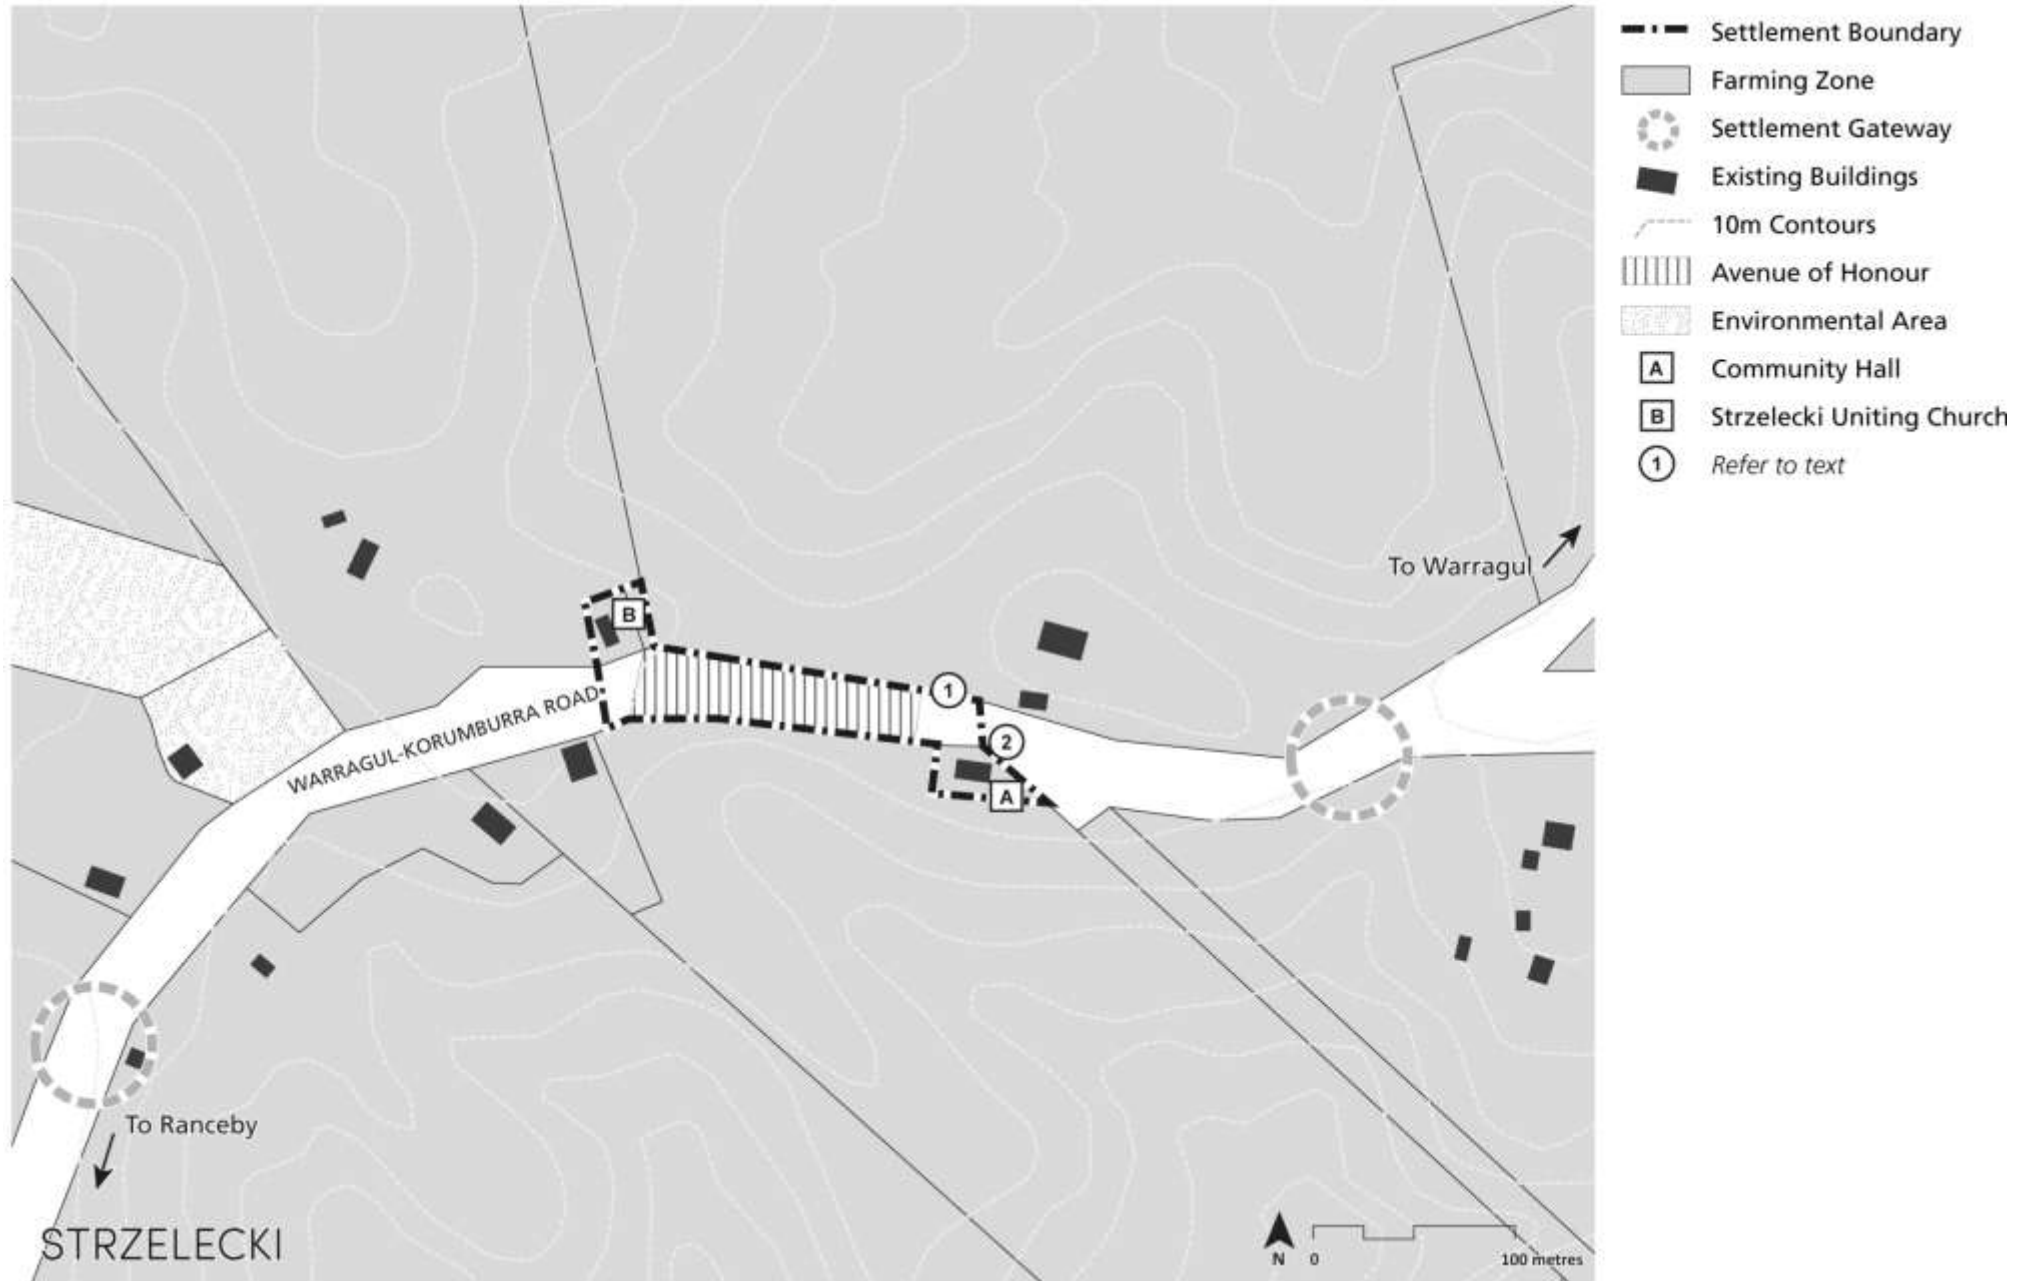 Settlement Boundary
Farming Zone
Settlement Gateway
Existing Buildings
10m Contours
Avenue of Honour
Environmental Area
A Community Hall
B Strzelecki Uniting Church
1 Refer to text
To Warragul
B
WARRAGUL-KORUMBURRA ROAD
1
2
A
To Ranceby
STRZELECKI
N 0 100 metres